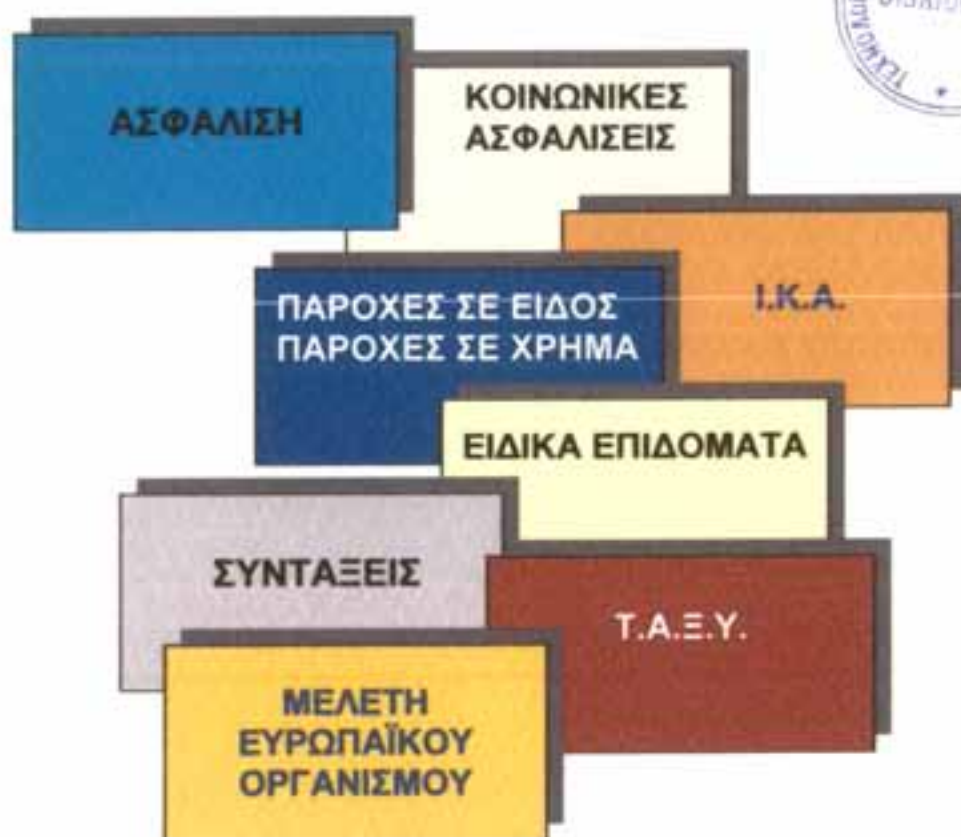 ΑΣΦΑΛΙΣΗ
ΚΟΙΝΩΝΙΚΕΣ
ΑΣΦΑΛΙΣΕΙΣ
Ι.Κ.Α.
ΠΑΡΟΧΕΣ ΣΕ ΕΙΔΟΣ
ΠΑΡΟΧΕΣ ΣΕ ΧΡΗΜΑ
ΕΙΔΙΚΑ ΕΠΙΔΟΜΑΤΑ
ΣΥΝΤΑΞΕΙΣ
Τ.Α.Ξ.Υ.
ΜΕΛΕΤΗ
ΕΥΡΩΠΑΪΚΟΥ
ΟΡΓΑΝΙΣΜΟΥ